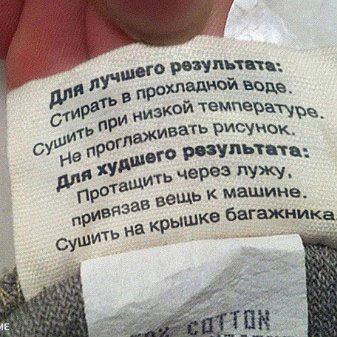 Для лучшего результата:
Стирать в прохладной воде.
Сушить при низкой температуре.
Не проглаживать рисунок.
Для худшего результата:
Протащить через лужу,
привязав вещь к машине.
Сушить на крышке багажника
COTTON